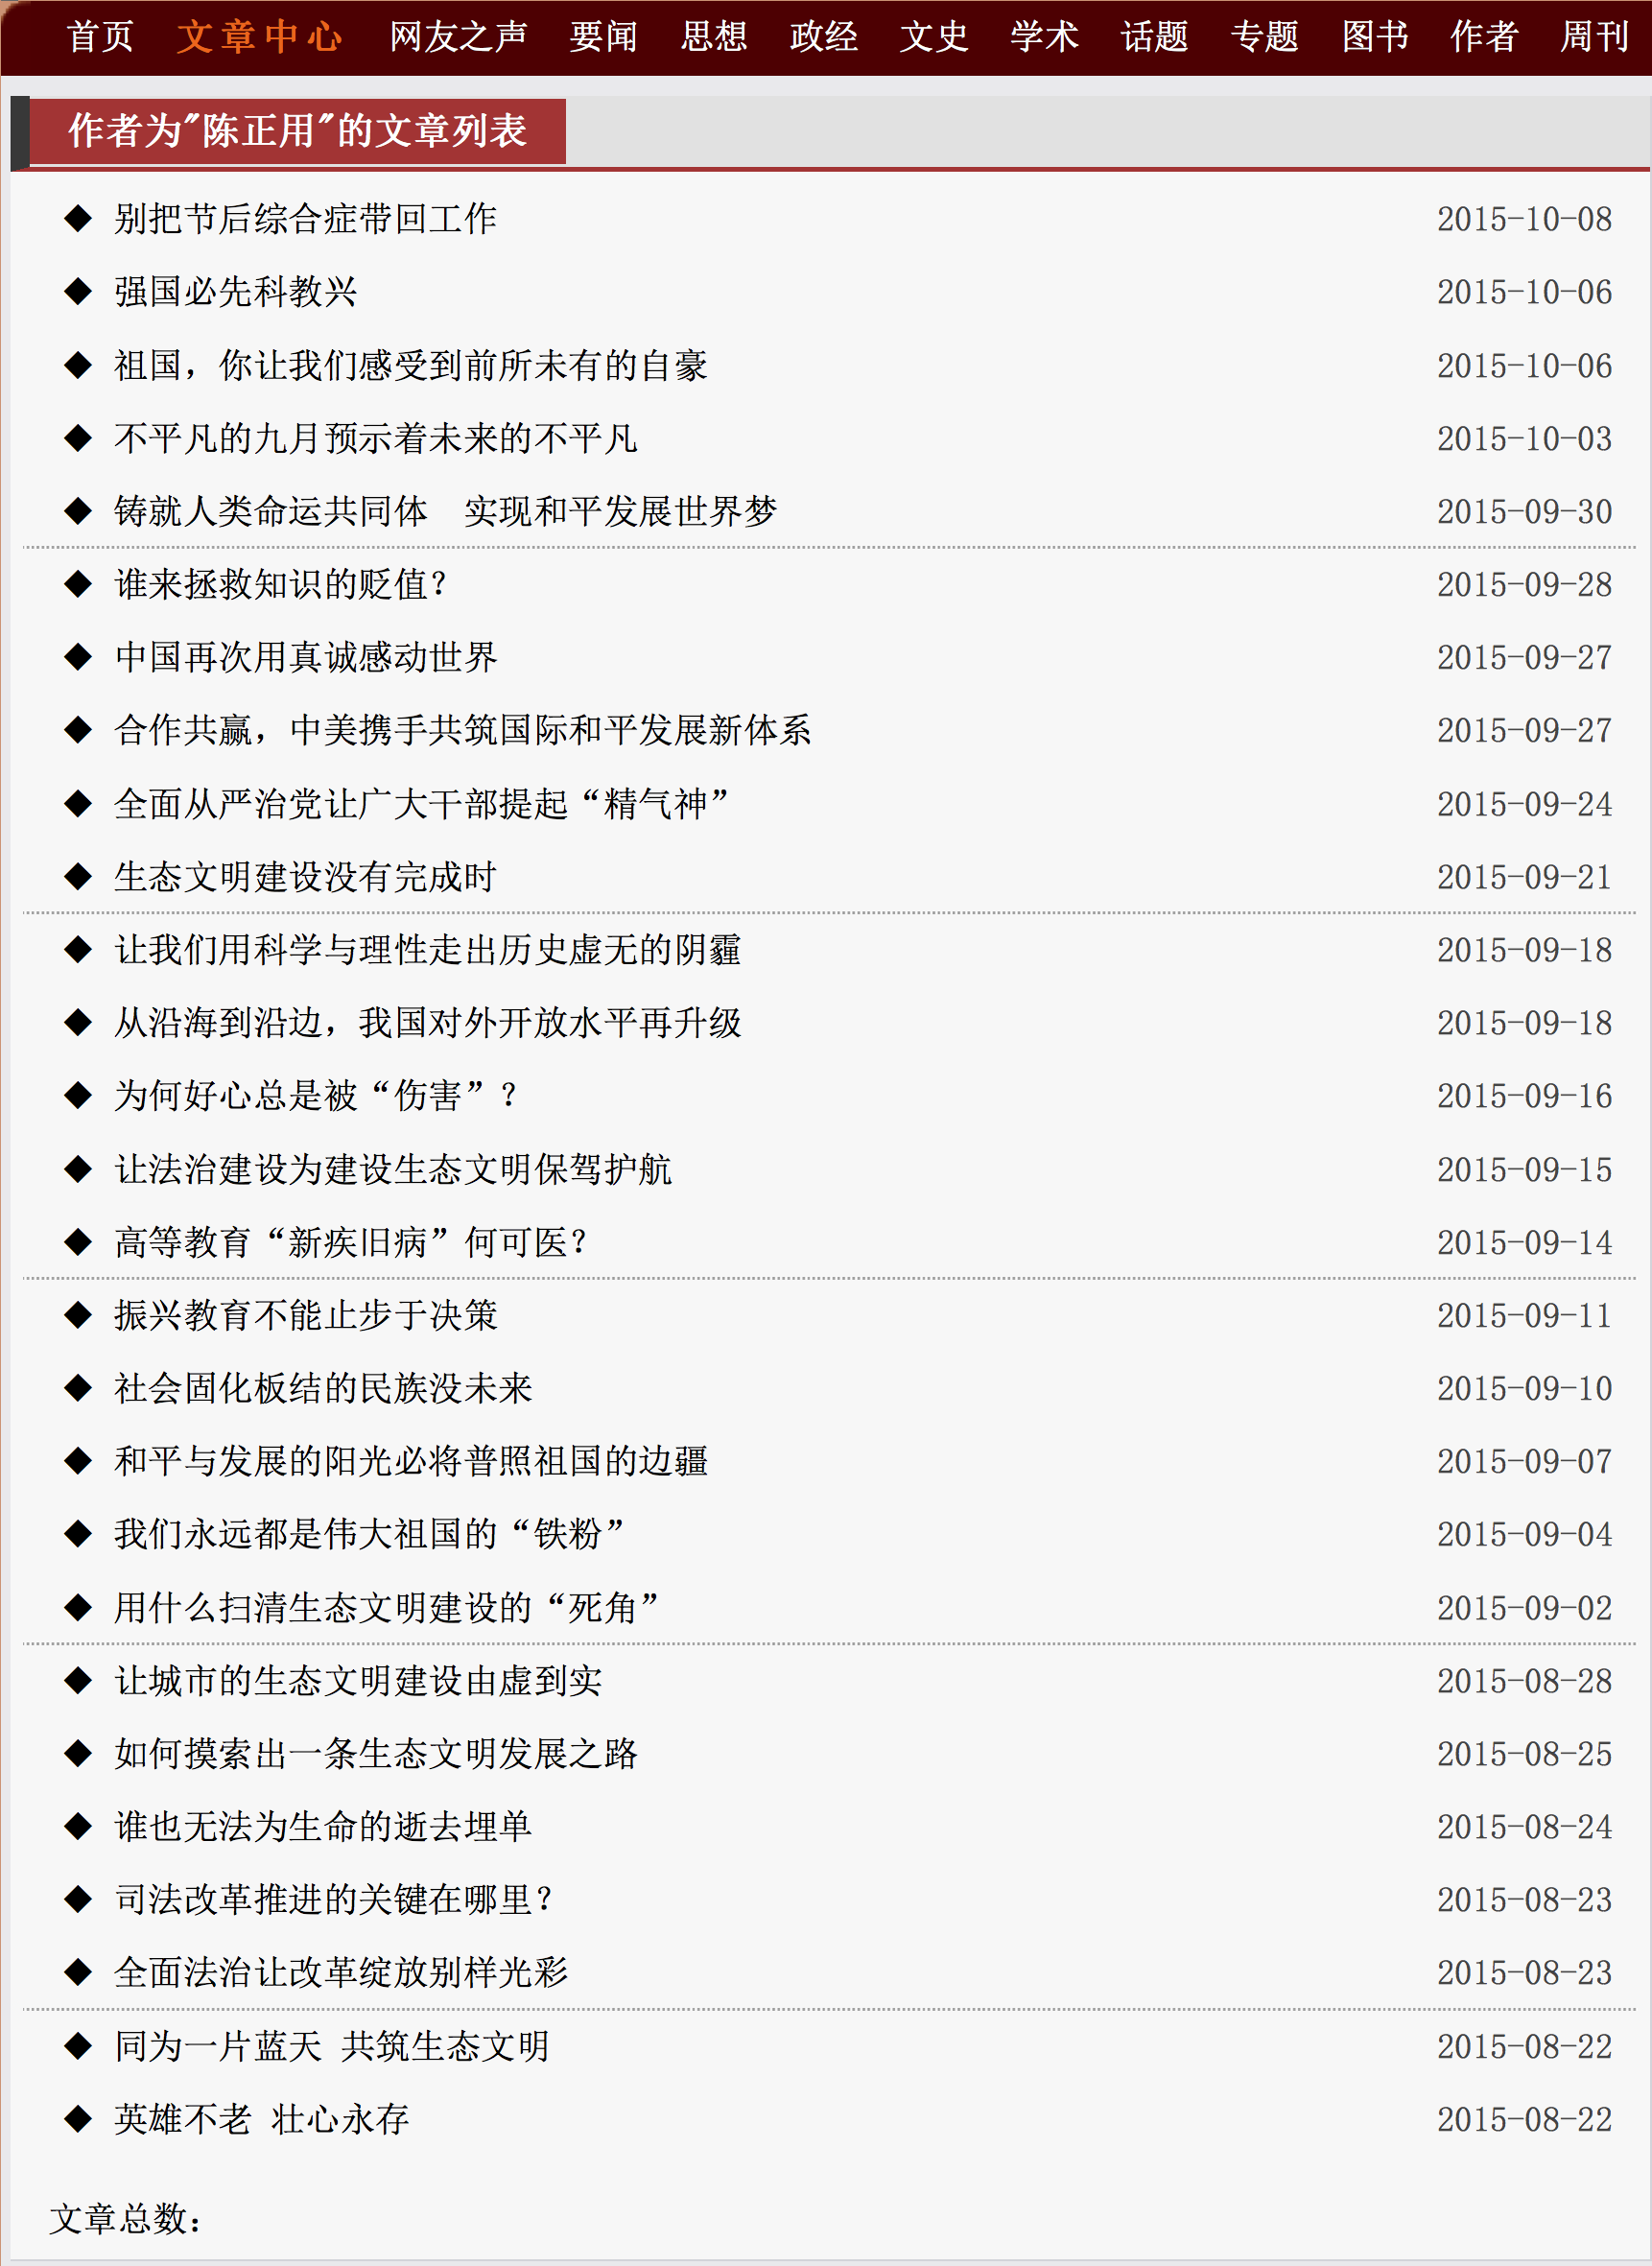 首页 文章中心 网友之声 要闻 思想 政经 文史 学术 话题 专题 图书 作者 周刊
作者为"陈正用"的文章列表
◆ 别把节后综合症带回工作 2015-10-08
◆ 强国必先科教兴 2015-10-06
◆ 祖国，你让我们感受到前所未有的自豪 2015-10-06
◆ 不平凡的九月预示着未来的不平凡 2015-10-03
◆ 铸就人类命运共同体　实现和平发展世界梦 2015-09-30
◆ 谁来拯救知识的贬值？ 2015-09-28
◆ 中国再次用真诚感动世界 2015-09-27
◆ 合作共赢，中美携手共筑国际和平发展新体系 2015-09-27
◆ 全面从严治党让广大干部提起“精气神” 2015-09-24
◆ 生态文明建设没有完成时 2015-09-21
◆ 让我们用科学与理性走出历史虚无的阴霾 2015-09-18
◆ 从沿海到沿边，我国对外开放水平再升级 2015-09-18
◆ 为何好心总是被“伤害”？ 2015-09-16
◆ 让法治建设为建设生态文明保驾护航 2015-09-15
◆ 高等教育“新疾旧病”何可医？ 2015-09-14
◆ 振兴教育不能止步于决策 2015-09-11
◆ 社会固化板结的民族没未来 2015-09-10
◆ 和平与发展的阳光必将普照祖国的边疆 2015-09-07
◆ 我们永远都是伟大祖国的“铁粉” 2015-09-04
◆ 用什么扫清生态文明建设的“死角” 2015-09-02
◆ 让城市的生态文明建设由虚到实 2015-08-28
◆ 如何摸索出一条生态文明发展之路 2015-08-25
◆ 谁也无法为生命的逝去埋单 2015-08-24
◆ 司法改革推进的关键在哪里？ 2015-08-23
◆ 全面法治让改革绽放别样光彩 2015-08-23
◆ 同为一片蓝天 共筑生态文明 2015-08-22
◆ 英雄不老 壮心永存 2015-08-22
文章总数：